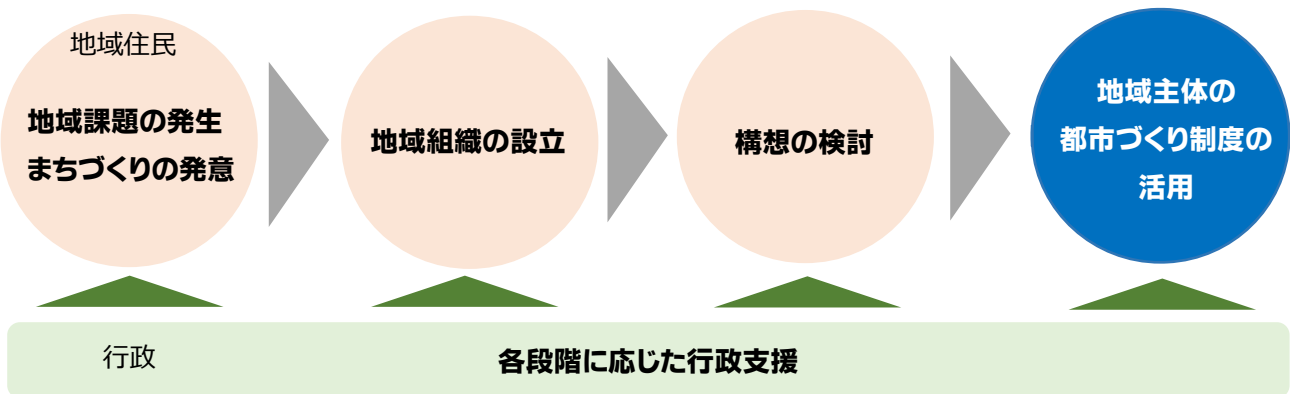 地域住民
地域課題の発生
まちづくりの発意
地域組織の設立
構想の検討
地域主体の
都市づくり制度の
活用
行政
各段階に応じた行政支援